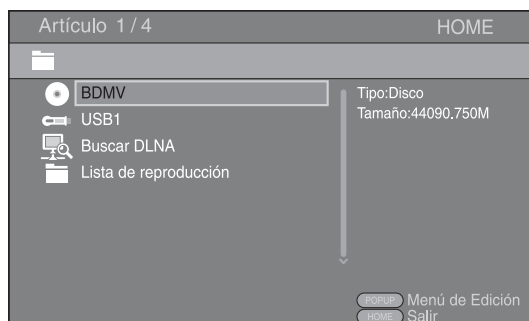 Artículo 1/4
HOME
BDMV
USB1
Buscar DLNA
Lista de reproducción
Tipo:Disco
Tamaño:44090.750M
POPUP Menú de Edición
HOME Salir